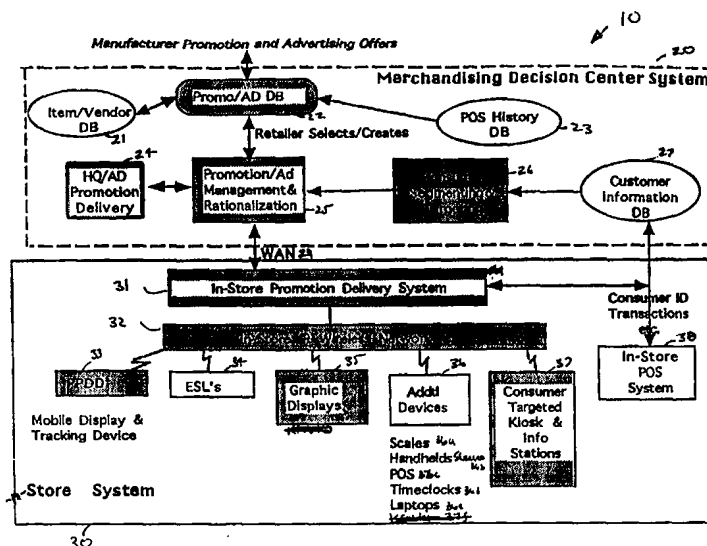 10
Manufacturer Promotion and Advertising Offers
20
Merchandising Decision Center System
Item/Vendor
DB
21
Promo/AD DB
22
POS History
DB
23
Retailer Selects/Creates
24
HQ/AD
Promotion
Delivery
Promotion/Ad
Management &
Rationalization
25
26
27
Customer
Information
DB
WAN 29
31
In-Store Promotion Delivery System
Consumer ID
Transactions
32
33
PDD
Mobile Display &
Tracking Device
34
ESL's
35
Graphic
Displays
36
Addtl
Devices
37
Consumer
Targeted
Kiosk &
Info
Stations
38
In-Store
POS
System
Scales
Handhelds
POS
Timeclocks
Laptops
Store System
30